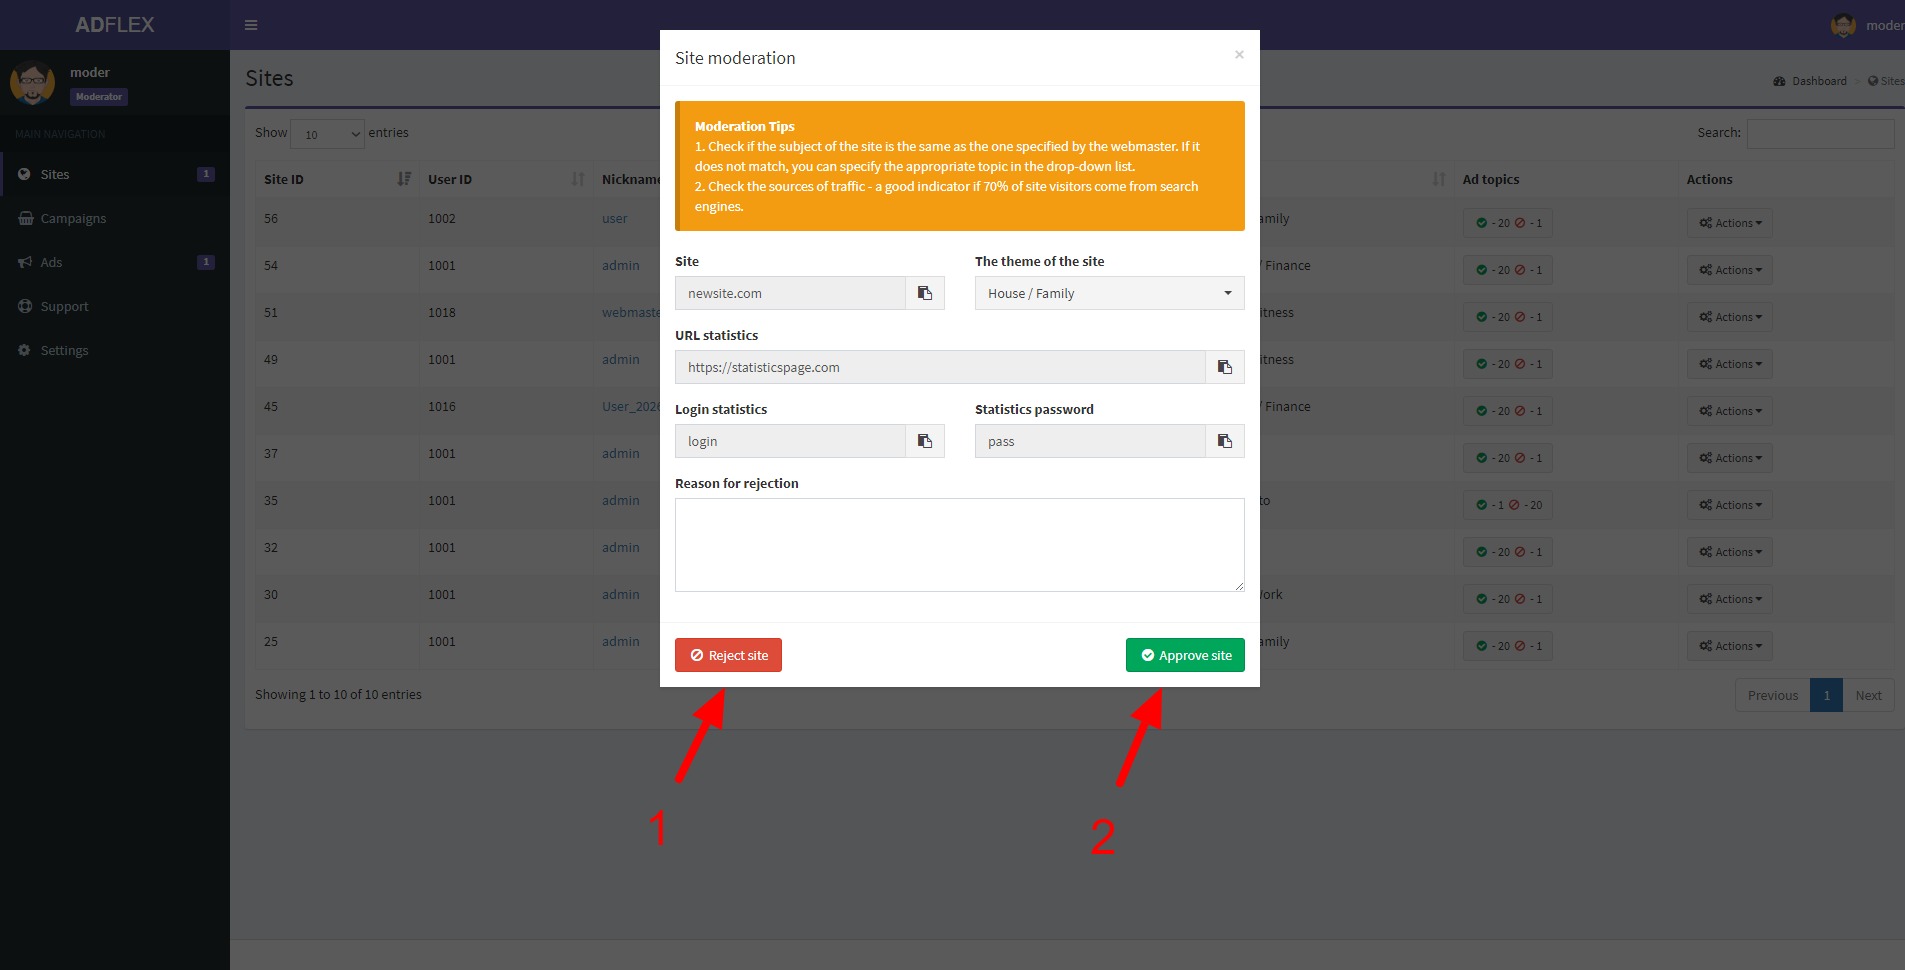 ADFLEX
moder
moder
Moderator
MAIN NAVIGATION
Sites 1
Campaigns
Ads 1
Support
Settings
Sites
Dashboard > Sites
Show 10 entries
Search:
Site ID User ID Nickname Ad topics Actions
56 1002 user amily - 20 - 1 Actions
54 1001 admin / Finance - 20 - 1 Actions
51 1018 webmaste itness - 20 - 1 Actions
49 1001 admin itness - 20 - 1 Actions
45 1016 User_2026 / Finance - 20 - 1 Actions
37 1001 admin - 20 - 1 Actions
35 1001 admin to - 1 - 20 Actions
32 1001 admin - 20 - 1 Actions
30 1001 admin ork - 20 - 1 Actions
25 1001 admin amily - 20 - 1 Actions
Showing 1 to 10 of 10 entries
Previous 1 Next
Site moderation ×
Moderation Tips
1. Check if the subject of the site is the same as the one specified by the webmaster. If it
does not match, you can specify the appropriate topic in the drop-down list.
2. Check the sources of traffic - a good indicator if 70% of site visitors come from search
engines.
Site The theme of the site
newsite.com House / Family
URL statistics
https://statisticspage.com
Login statistics Statistics password
login pass
Reason for rejection
Reject site Approve site
1 2